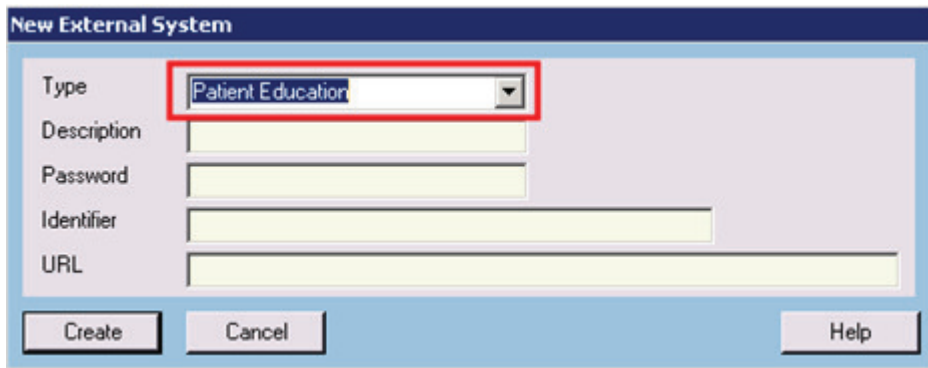 New External System
Type Patient Education
Description
Password
Identifier
URL
Create Cancel Help